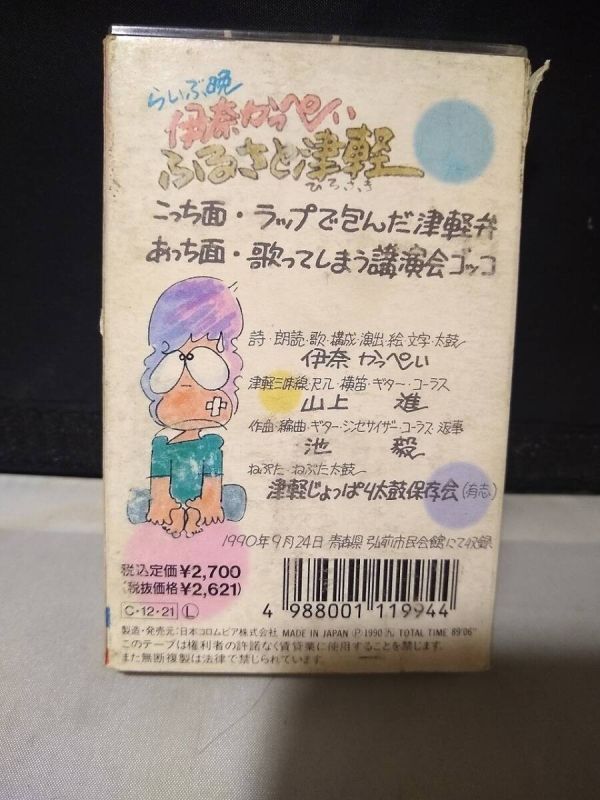 らいぶ晩
伊奈かっぺい
ふるさと津軽
ひろさき
こっち面・ラップで包んだ津軽弁
あっち面・歌ってしまう講演会ゴッコ
詩・朗読・歌・構成・演出・絵・文字・太鼓
伊奈かっぺい
津軽三味線・尺八・横笛・ギター・コーラス
山上 進
作曲・編曲・ギター・シンセサイザー・コーラス・返事
池 毅
ねぷた・ねぶた太鼓
津軽じょっぱり太鼓保存会(有志)
1990年9月24日 青森県 弘前市民会館にて収録
税込定価¥2,700
(税抜価格¥2,621)
C・12・21 L
4 988001 119944
製造・発売元:日本コロムビア株式会社 MADE IN JAPAN Ⓟ1990 TOTAL TIME 89'06"
このテープは権利者の許諾なく賃貸業に使用することを禁じます。
また無断複製は法律で禁じられています。